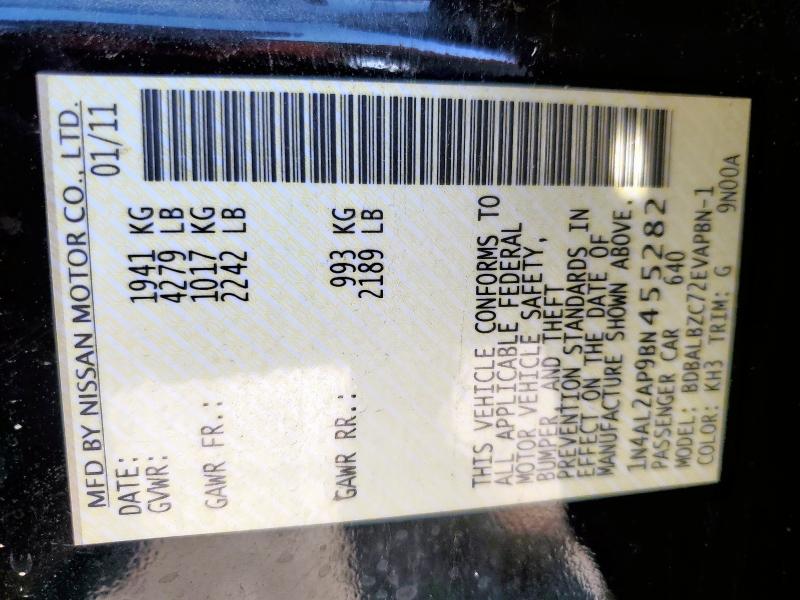 MFD BY NISSAN MOTOR CO., LTD.
DATE: 01/11
GVWR: 1941 KG
4279 LB
GAWR FR.: 1017 KG
2242 LB
GAWR RR.: 993 KG
2189 LB
THIS VEHICLE CONFORMS TO
ALL APPLICABLE FEDERAL
MOTOR VEHICLE SAFETY,
BUMPER, AND THEFT
PREVENTION STANDARDS IN
EFFECT ON THE DATE OF
MANUFACTURE SHOWN ABOVE.
1N4AL2AP9BN455282
PASSENGER CAR 640
MODEL: BDBALBZC72EVAPBN-1
COLOR: KH3 TRIM: G 9N00A